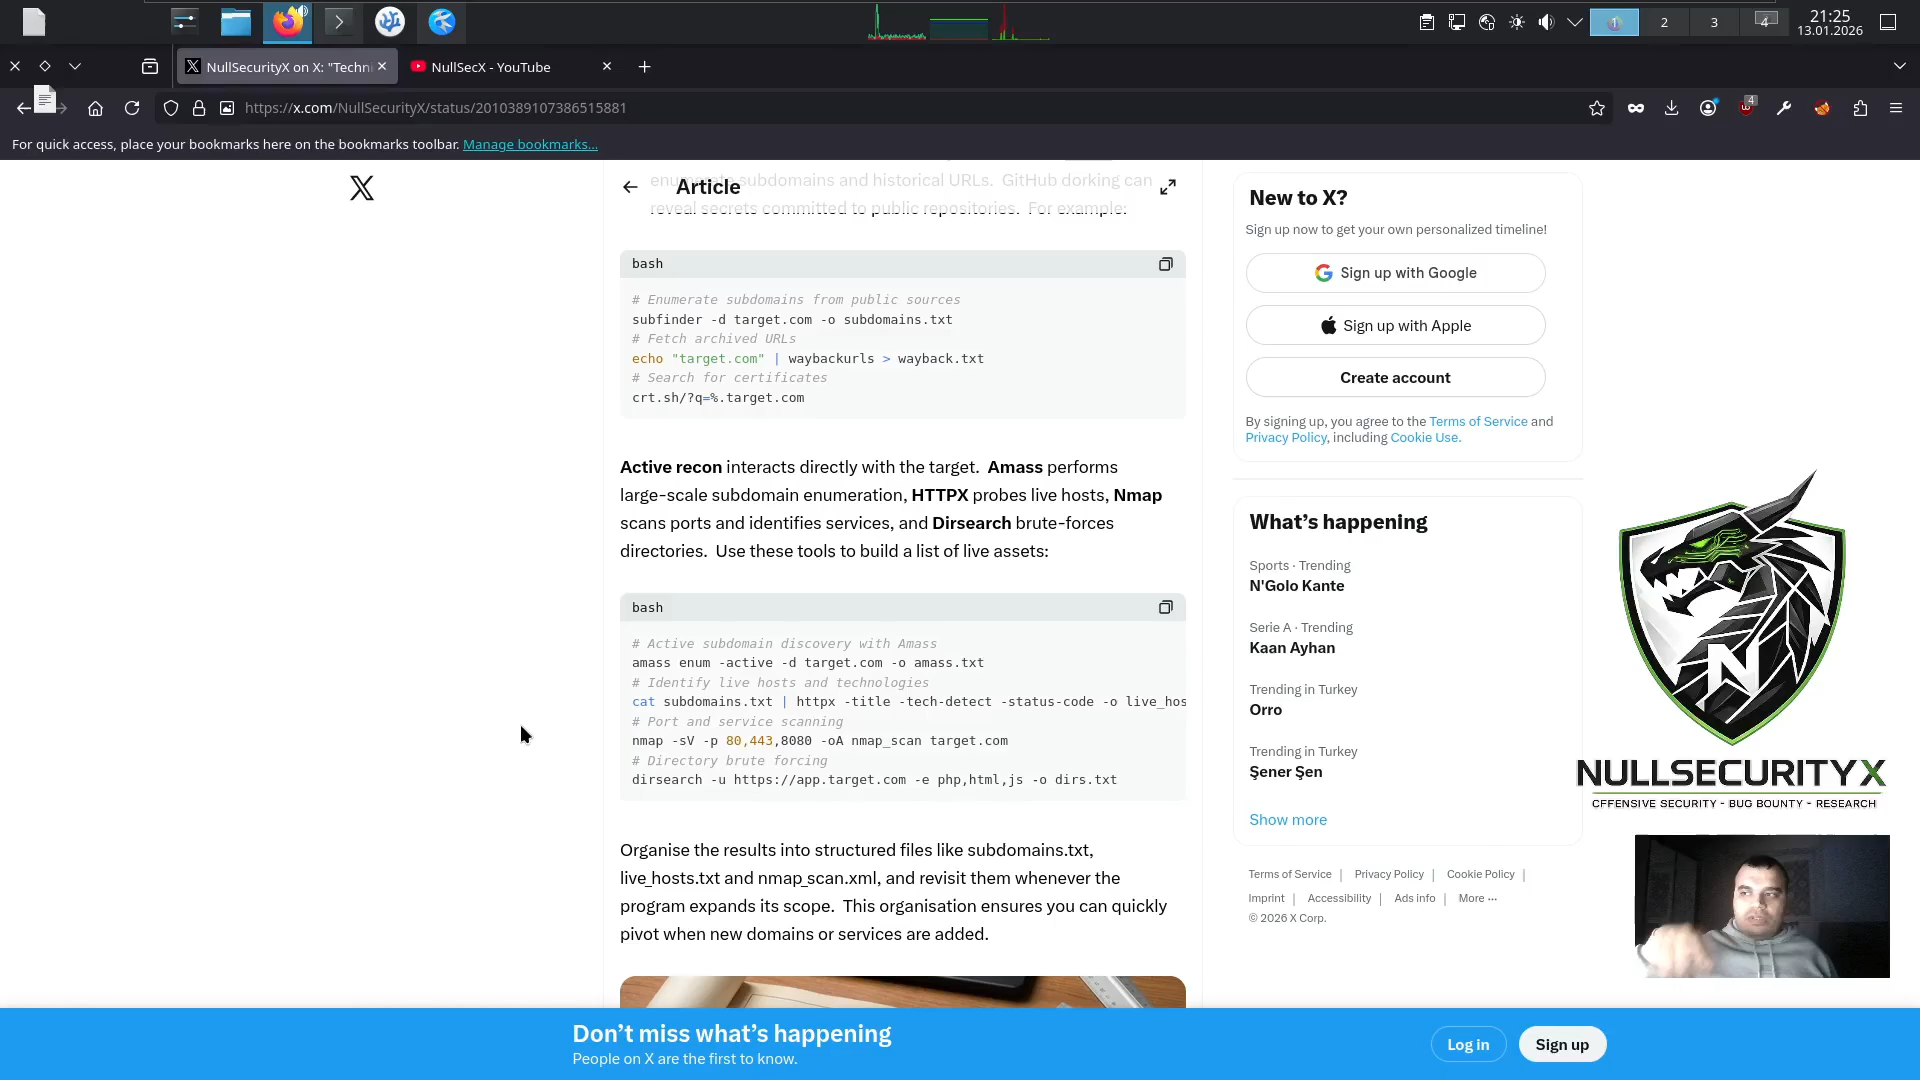 1
2
3
4
21:25
13.01.2026
NullSecurityX on X: "Techni
NullSecX - YouTube
https://x.com/NullSecurityX/status/2010389107386515881
4
For quick access, place your bookmarks here on the bookmarks toolbar. Manage bookmarks...
Article
enumerate subdomains and historical URLs.  GitHub dorking can
reveal secrets committed to public repositories.  For example:
bash
# Enumerate subdomains from public sources
subfinder -d target.com -o subdomains.txt
# Fetch archived URLs
echo "target.com" | waybackurls > wayback.txt
# Search for certificates
crt.sh/?q=%.target.com
Active recon interacts directly with the target.  Amass performs
large-scale subdomain enumeration, HTTPX probes live hosts, Nmap
scans ports and identifies services, and Dirsearch brute-forces
directories.  Use these tools to build a list of live assets:
bash
# Active subdomain discovery with Amass
amass enum -active -d target.com -o amass.txt
# Identify live hosts and technologies
cat subdomains.txt | httpx -title -tech-detect -status-code -o live_hos
# Port and service scanning
nmap -sV -p 80,443,8080 -oA nmap_scan target.com
# Directory brute forcing
dirsearch -u https://app.target.com -e php,html,js -o dirs.txt
Organise the results into structured files like subdomains.txt,
live_hosts.txt and nmap_scan.xml, and revisit them whenever the
program expands its scope.  This organisation ensures you can quickly
pivot when new domains or services are added.
New to X?
Sign up now to get your own personalized timeline!
Sign up with Google
Sign up with Apple
Create account
By signing up, you agree to the Terms of Service and
Privacy Policy, including Cookie Use.
What's happening
Sports · Trending
N'Golo Kante
Serie A · Trending
Kaan Ayhan
Trending in Turkey
Orro
Trending in Turkey
Şener Şen
Show more
Terms of Service | Privacy Policy | Cookie Policy |
Imprint | Accessibility | Ads info | More ···
© 2026 X Corp.
N
NULLSECURITYX
OFFENSIVE SECURITY - BUG BOUNTY - RESEARCH
Don't miss what's happening
People on X are the first to know.
Log in
Sign up